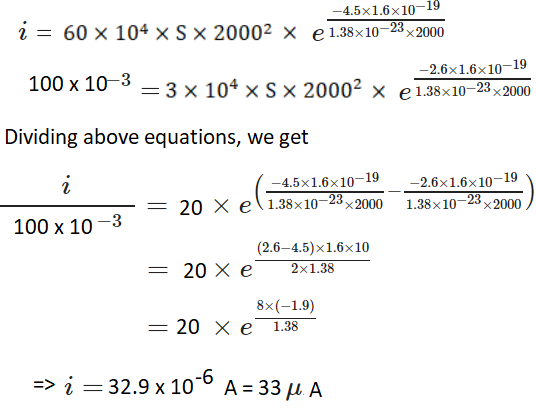 i = 60 × 10⁴ × S × 2000² × e^(−4.5×1.6×10⁻¹⁹ / 1.38×10⁻²³×2000)
100 x 10⁻³ = 3 × 10⁴ × S × 2000² × e^(−2.6×1.6×10⁻¹⁹ / 1.38×10⁻²³×2000)
Dividing above equations, we get
i / 100 x 10⁻³ = 20 × e^(−4.5×1.6×10⁻¹⁹ / 1.38×10⁻²³×2000 − −2.6×1.6×10⁻¹⁹ / 1.38×10⁻²³×2000)
= 20 × e^((2.6−4.5)×1.6×10 / 2×1.38)
= 20 × e^(8×(−1.9) / 1.38)
=> i = 32.9 x 10⁻⁶ A = 33 μ A